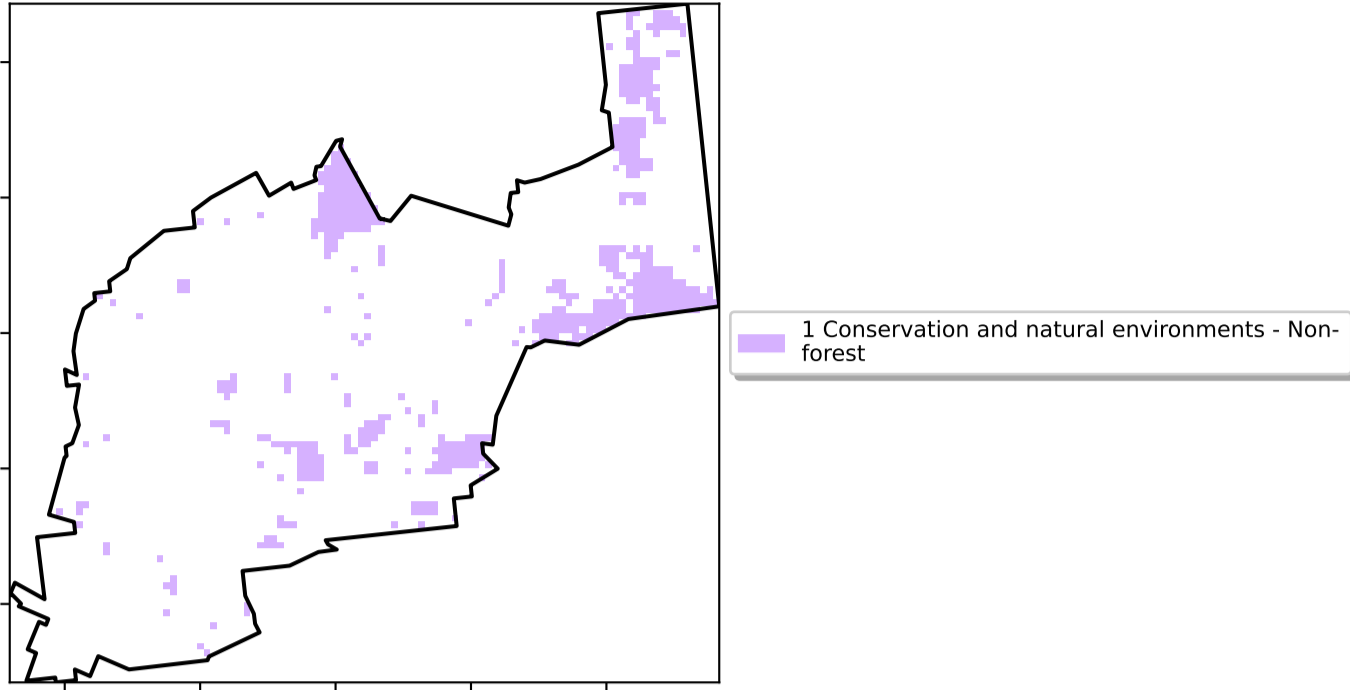 1 Conservation and natural environments - Non-
forest